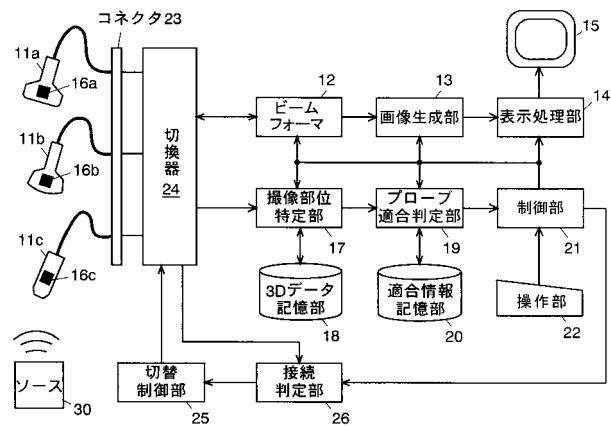 コネクタ23
11a
16a
11b
16b
11c
16c
切換器
24
12
ビーム
フォーマ
13
画像生成部
15
14
表示処理部
撮像部位
特定部
17
プローブ
適合判定部
19
制御部
21
3Dデータ
記憶部
18
適合情報
記憶部
20
操作部
22
ソース
30
切替
制御部
25
接続
判定部
26